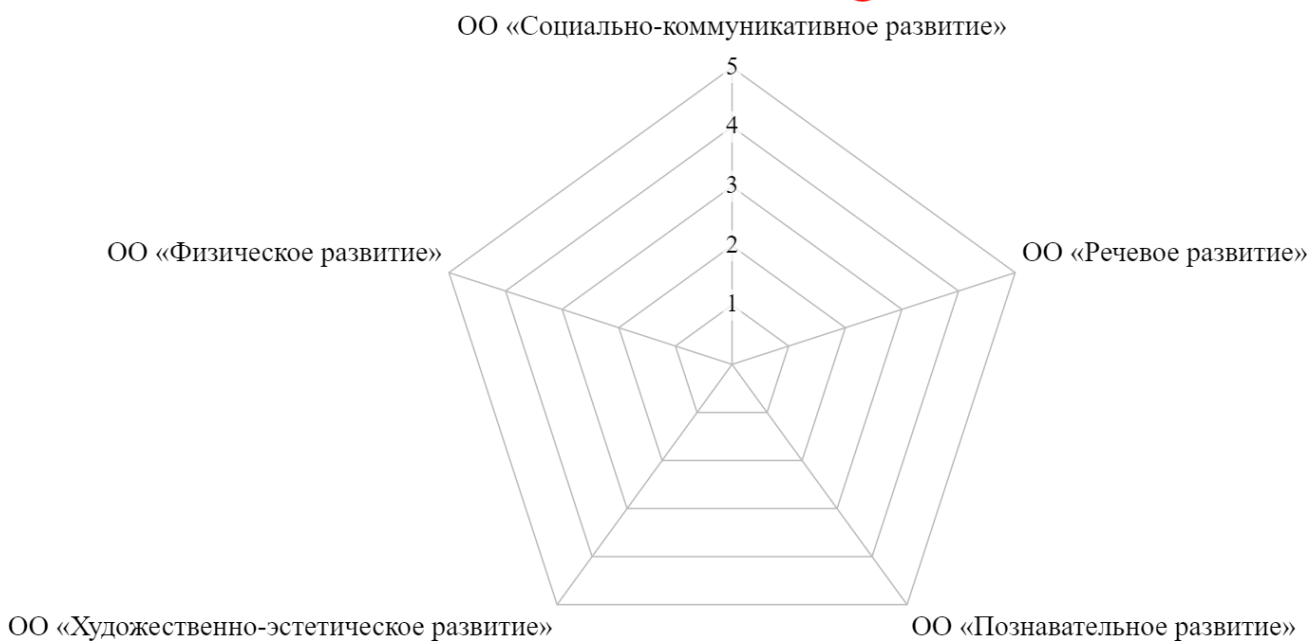 ОО «Социально-коммуникативное развитие»
5
4
3
2
1
ОО «Физическое развитие»
ОО «Речевое развитие»
ОО «Художественно-эстетическое развитие»
ОО «Познавательное развитие»